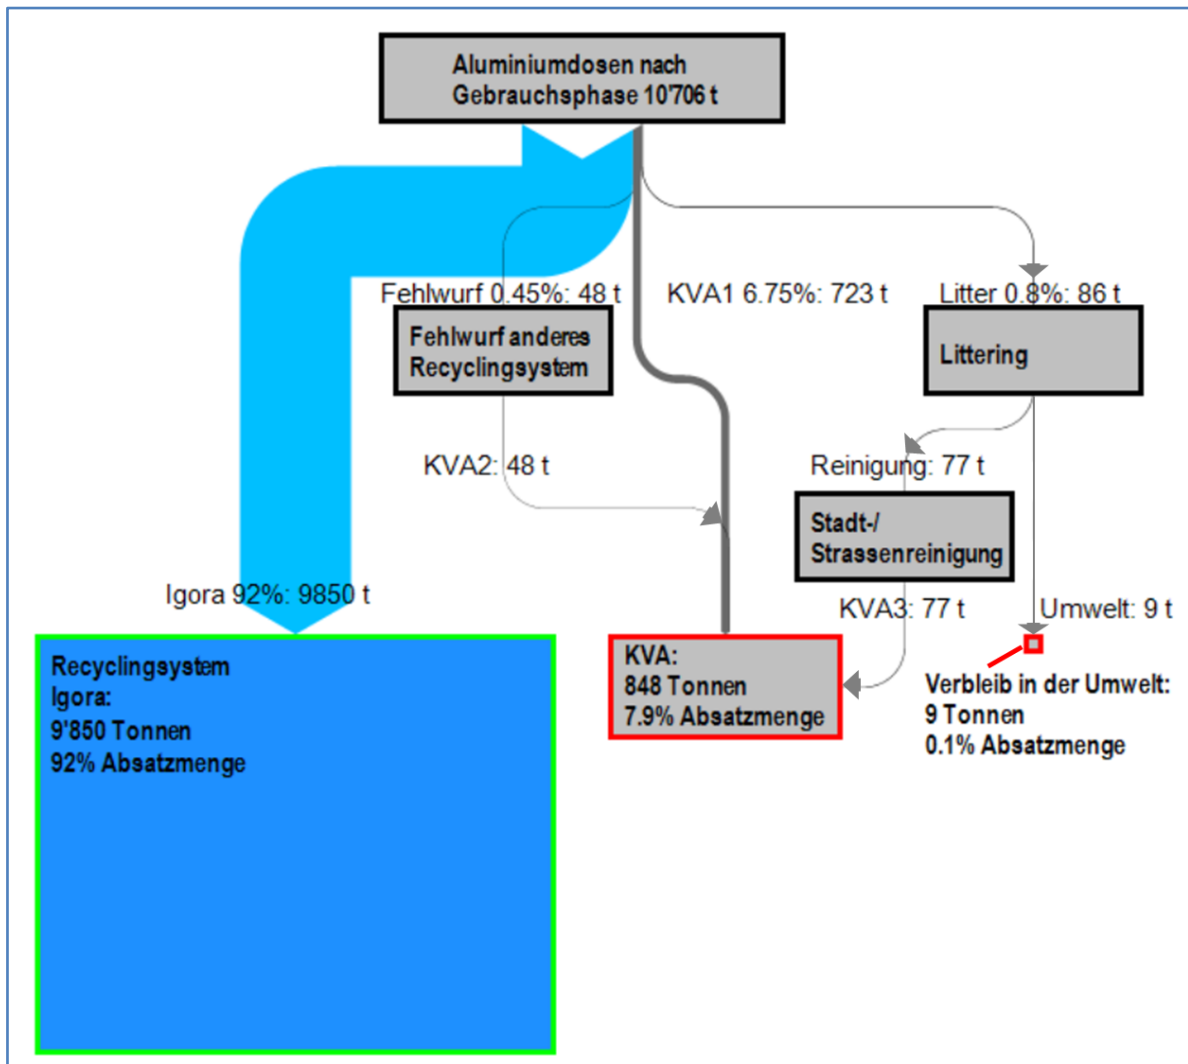 Aluminiumdosen nach
Gebrauchsphase 10'706 t
Fehlwurf 0.45%: 48 t
KVA1 6.75%: 723 t
Litter 0.8%: 86 t
Fehlwurf anderes
Recyclingsystem
Littering
KVA2: 48 t
Reinigung: 77 t
Stadt-/
Strassenreinigung
Igora 92%: 9850 t
KVA3: 77 t
Umwelt: 9 t
Recyclingsystem
Igora:
9'850 Tonnen
92% Absatzmenge
KVA:
848 Tonnen
7.9% Absatzmenge
Verbleib in der Umwelt:
9 Tonnen
0.1% Absatzmenge